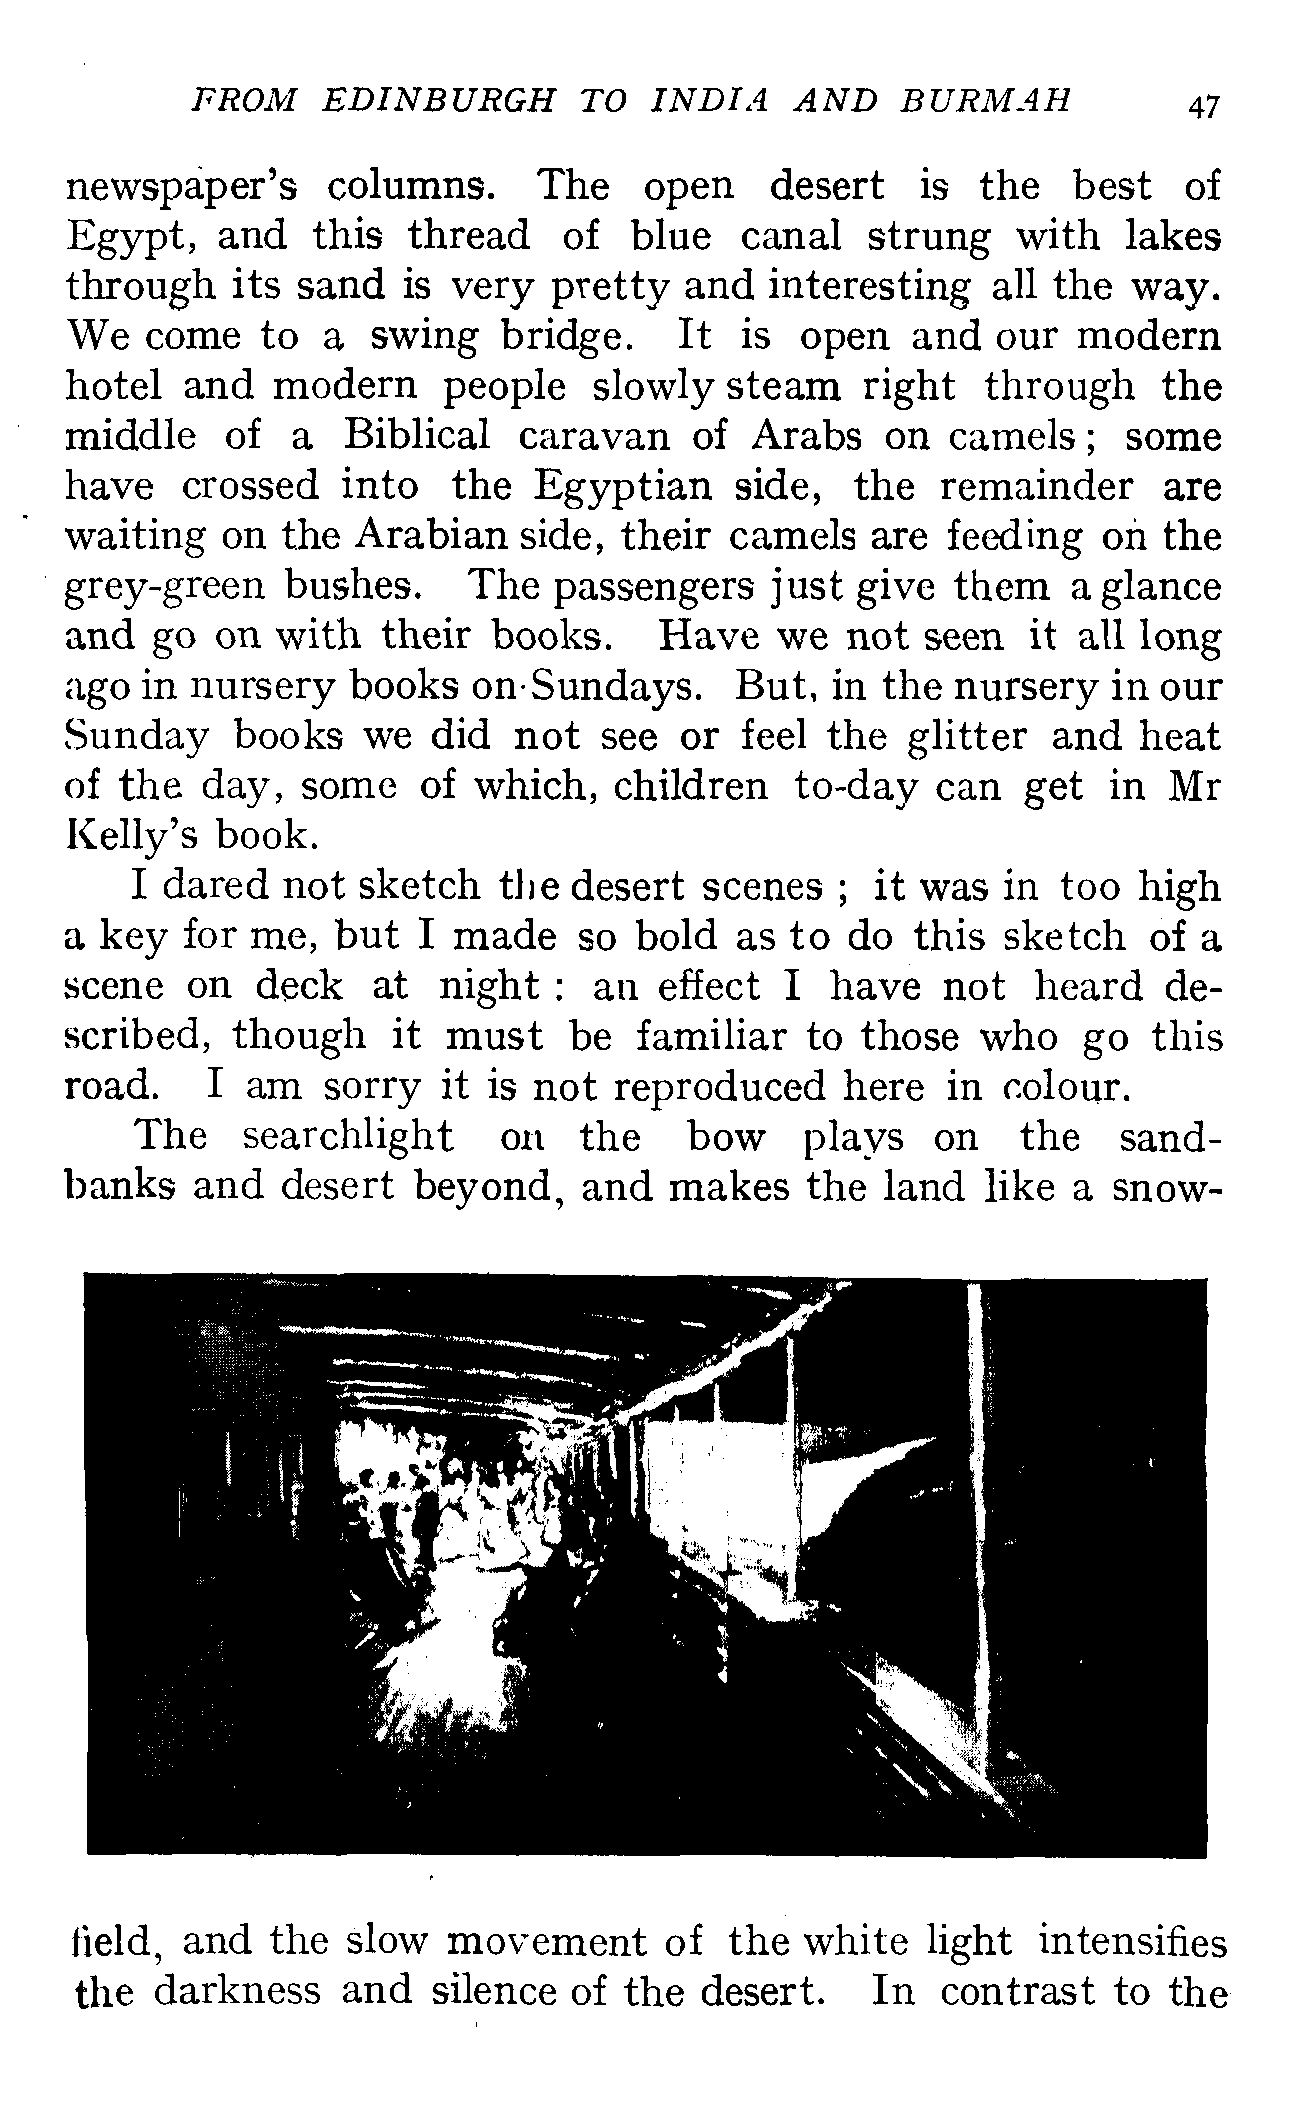 FROM EDINBURGH TO INDIA AND BURMAH 47
newspaper's columns. The open desert is the best of
Egypt, and this thread of blue canal strung with lakes
through its sand is very pretty and interesting all the way.
We come to a swing bridge. It is open and our modern
hotel and modern people slowly steam right through the
middle of a Biblical caravan of Arabs on camels ; some
have crossed into the Egyptian side, the remainder are
waiting on the Arabian side, their camels are feeding on the
grey-green bushes. The passengers just give them a glance
and go on with their books. Have we not seen it all long
ago in nursery books on Sundays. But, in the nursery in our
Sunday books we did not see or feel the glitter and heat
of the day, some of which, children to-day can get in Mr
Kelly's book.
I dared not sketch the desert scenes ; it was in too high
a key for me, but I made so bold as to do this sketch of a
scene on deck at night : an effect I have not heard de-
scribed, though it must be familiar to those who go this
road. I am sorry it is not reproduced here in colour.
The searchlight on the bow plays on the sand-
banks and desert beyond, and makes the land like a snow-
field, and the slow movement of the white light intensifies
the darkness and silence of the desert. In contrast to the